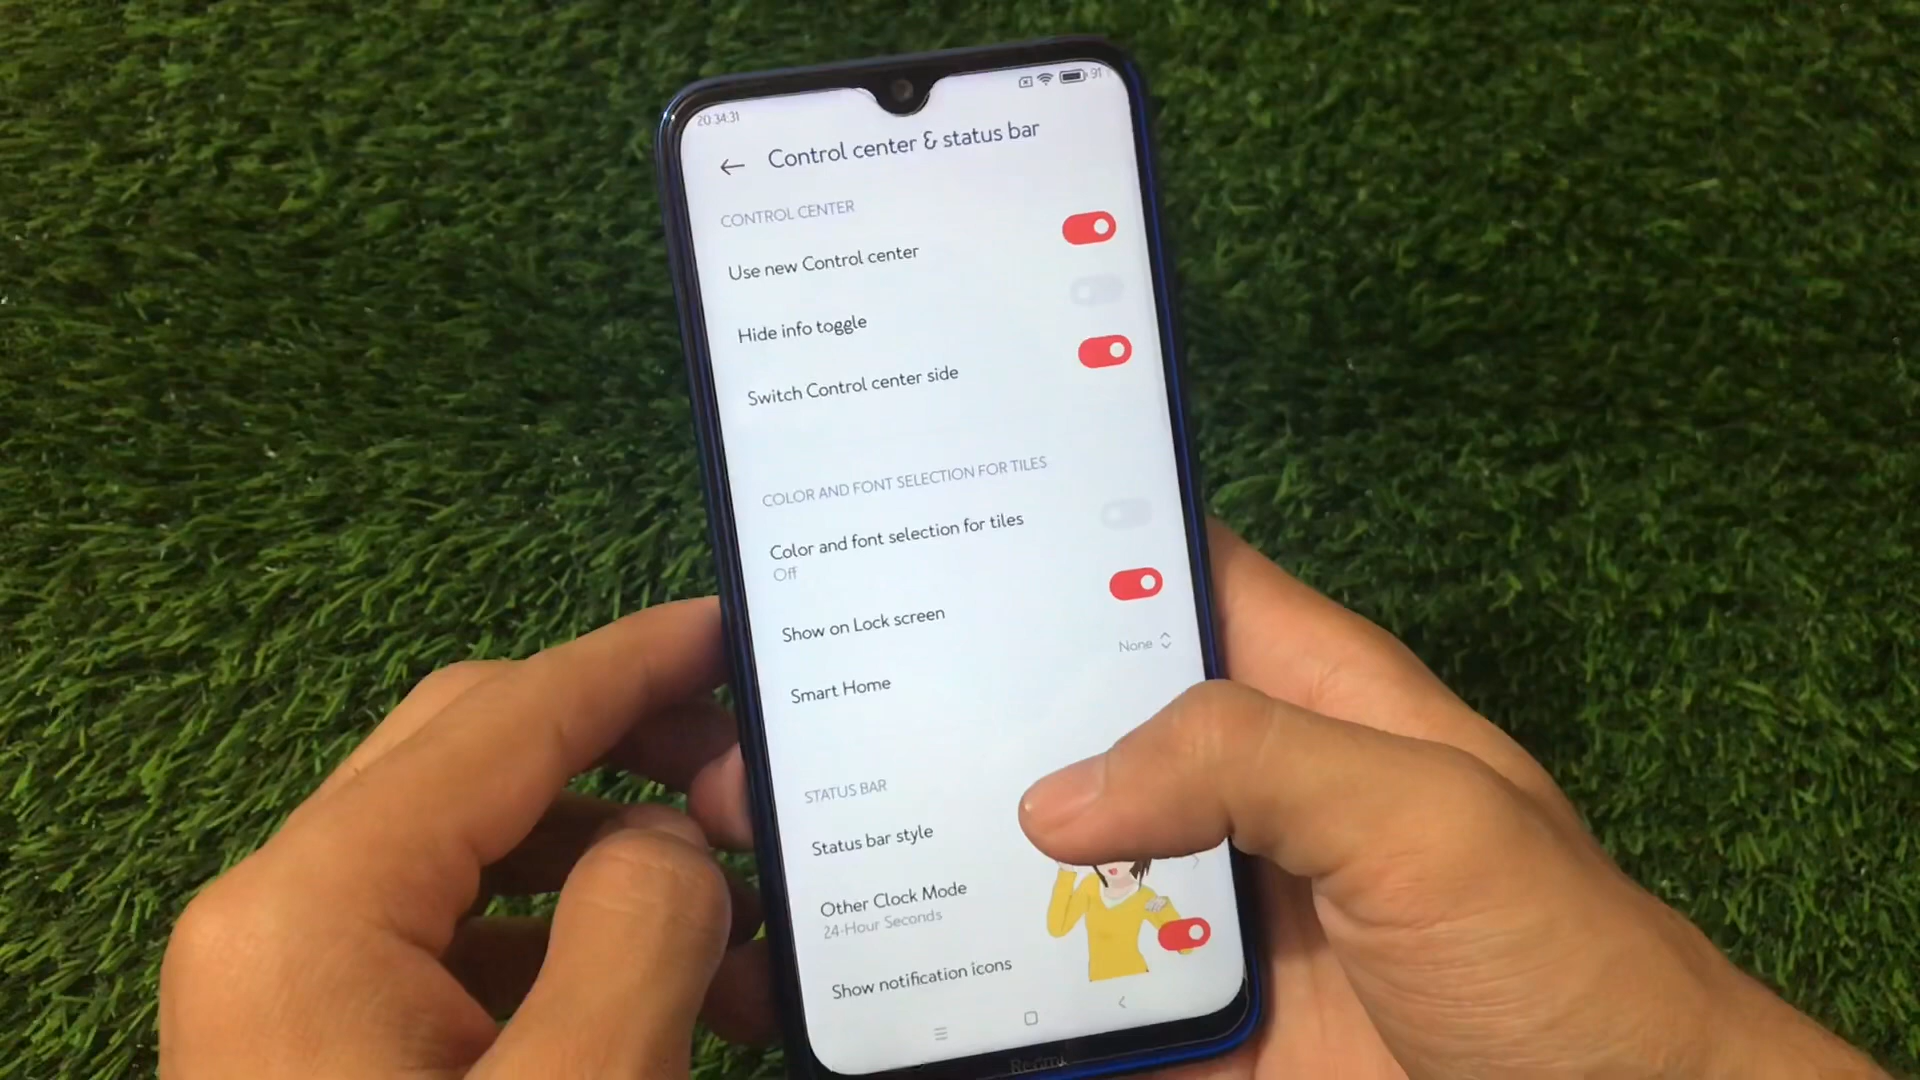 20:34:31
91
Control center & status bar
CONTROL CENTER
Use new Control center
Hide info toggle
Switch Control center side
COLOR AND FONT SELECTION FOR TILES
Color and font selection for tiles
Off
Show on Lock screen
Smart Home
None
STATUS BAR
Status bar style
Other Clock Mode
24-Hour Seconds
Show notification icons
Redmi